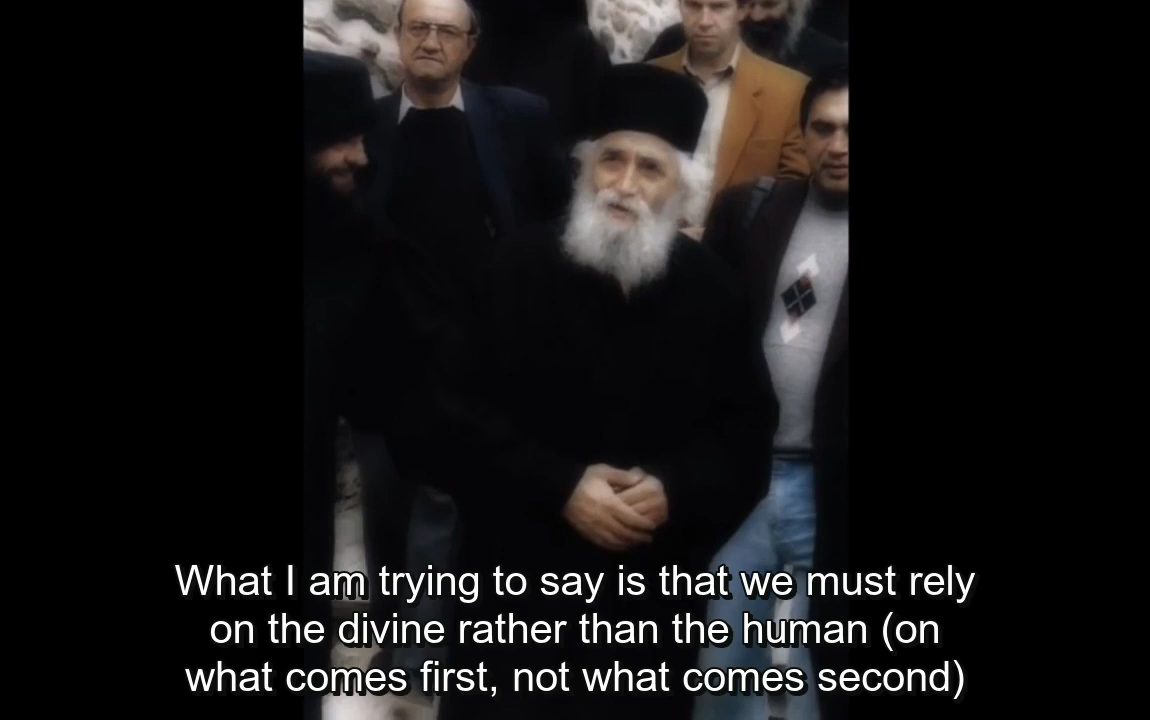 What I am trying to say is that we must rely
on the divine rather than the human (on
what comes first, not what comes second)